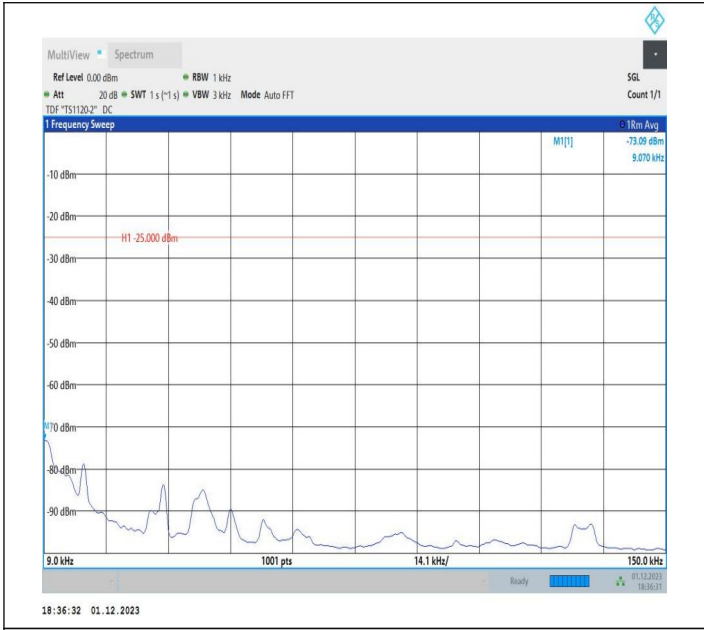 R S
MultiView Spectrum
Ref Level 0.00 dBm RBW 1 kHz SGL
Att 20 dB SWT 1 s (~1 s) VBW 3 kHz Mode Auto FFT Count 1/1
TDF "TS1120-2" DC
1 Frequency Sweep 1Rm Avg
M1[1] -73.09 dBm
9.070 kHz
-10 dBm
-20 dBm
H1 -25.000 dBm
-30 dBm
-40 dBm
-50 dBm
-60 dBm
M1
-70 dBm
-80 dBm
-90 dBm
9.0 kHz 1001 pts 14.1 kHz/ 150.0 kHz
Ready 01.12.2023
18:36:31
18:36:32 01.12.2023